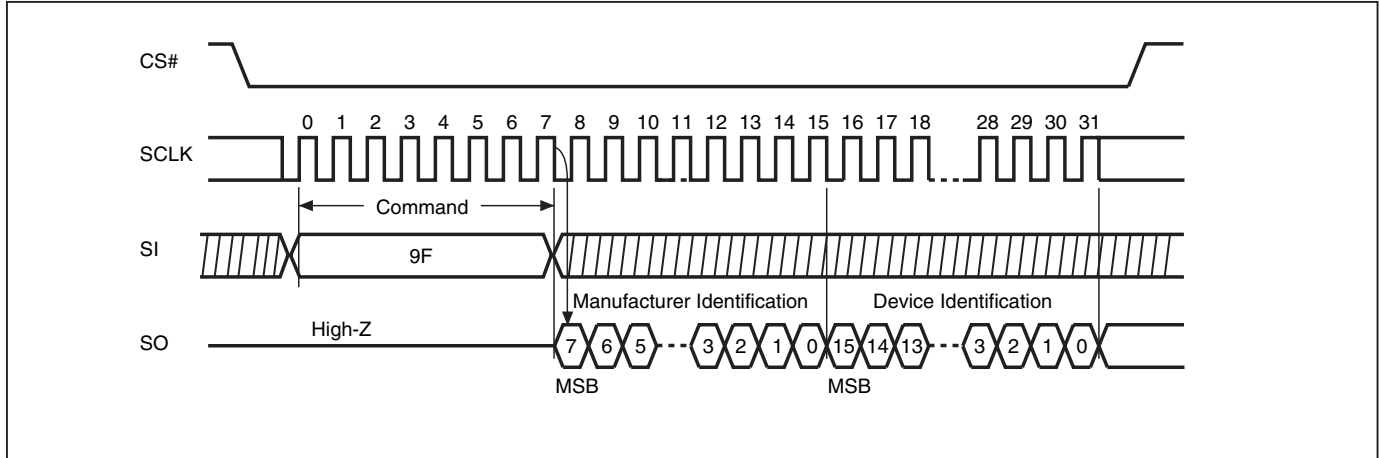 CS#
0 1 2 3 4 5 6 7 8 9 10 11 12 13 14 15 16 17 18 28 29 30 31
SCLK
Command
SI
9F
Manufacturer Identification Device Identification
High-Z
SO
7 6 5 3 2 1 0 15 14 13 3 2 1 0
MSB MSB